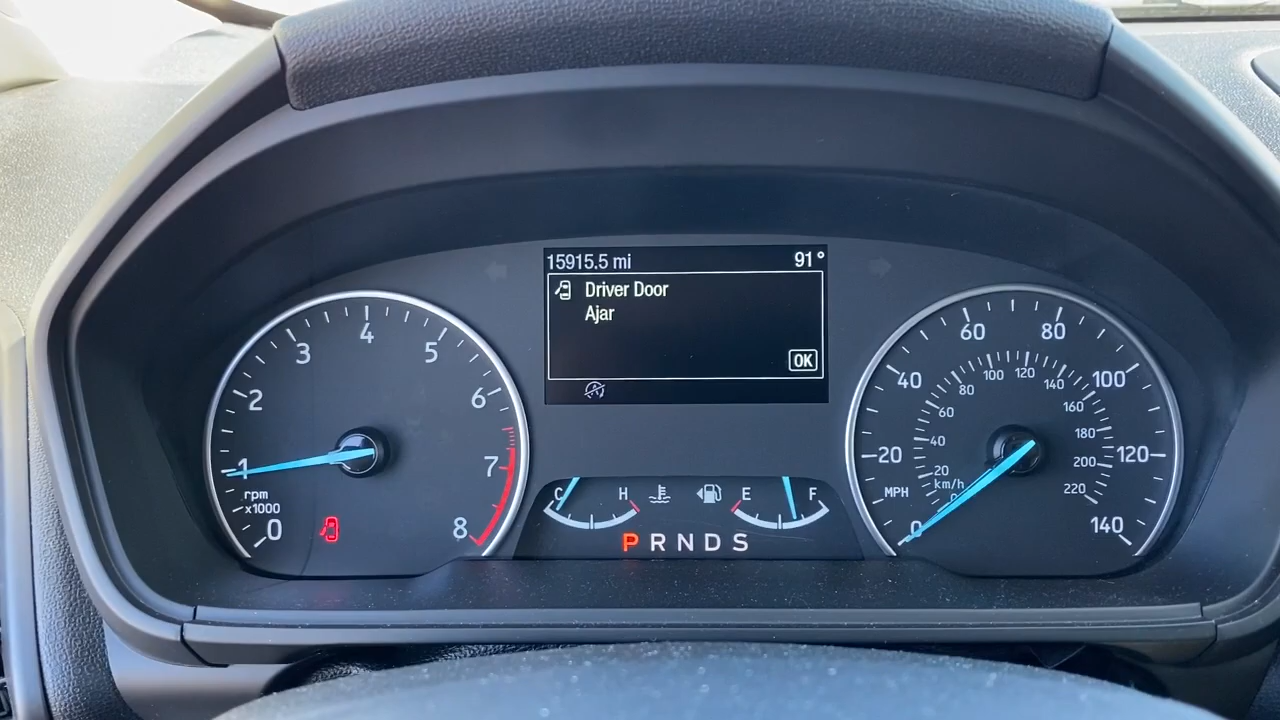 15915.5 mi 91°
Driver Door
Ajar
OK
0 1 2 3 4 5 6 7 8
rpm
x1000
C H E F
P R N D S
0 20 40 60 80 100 120 140
MPH
20 40 60 80 100 120 140 160 180 200 220
km/h